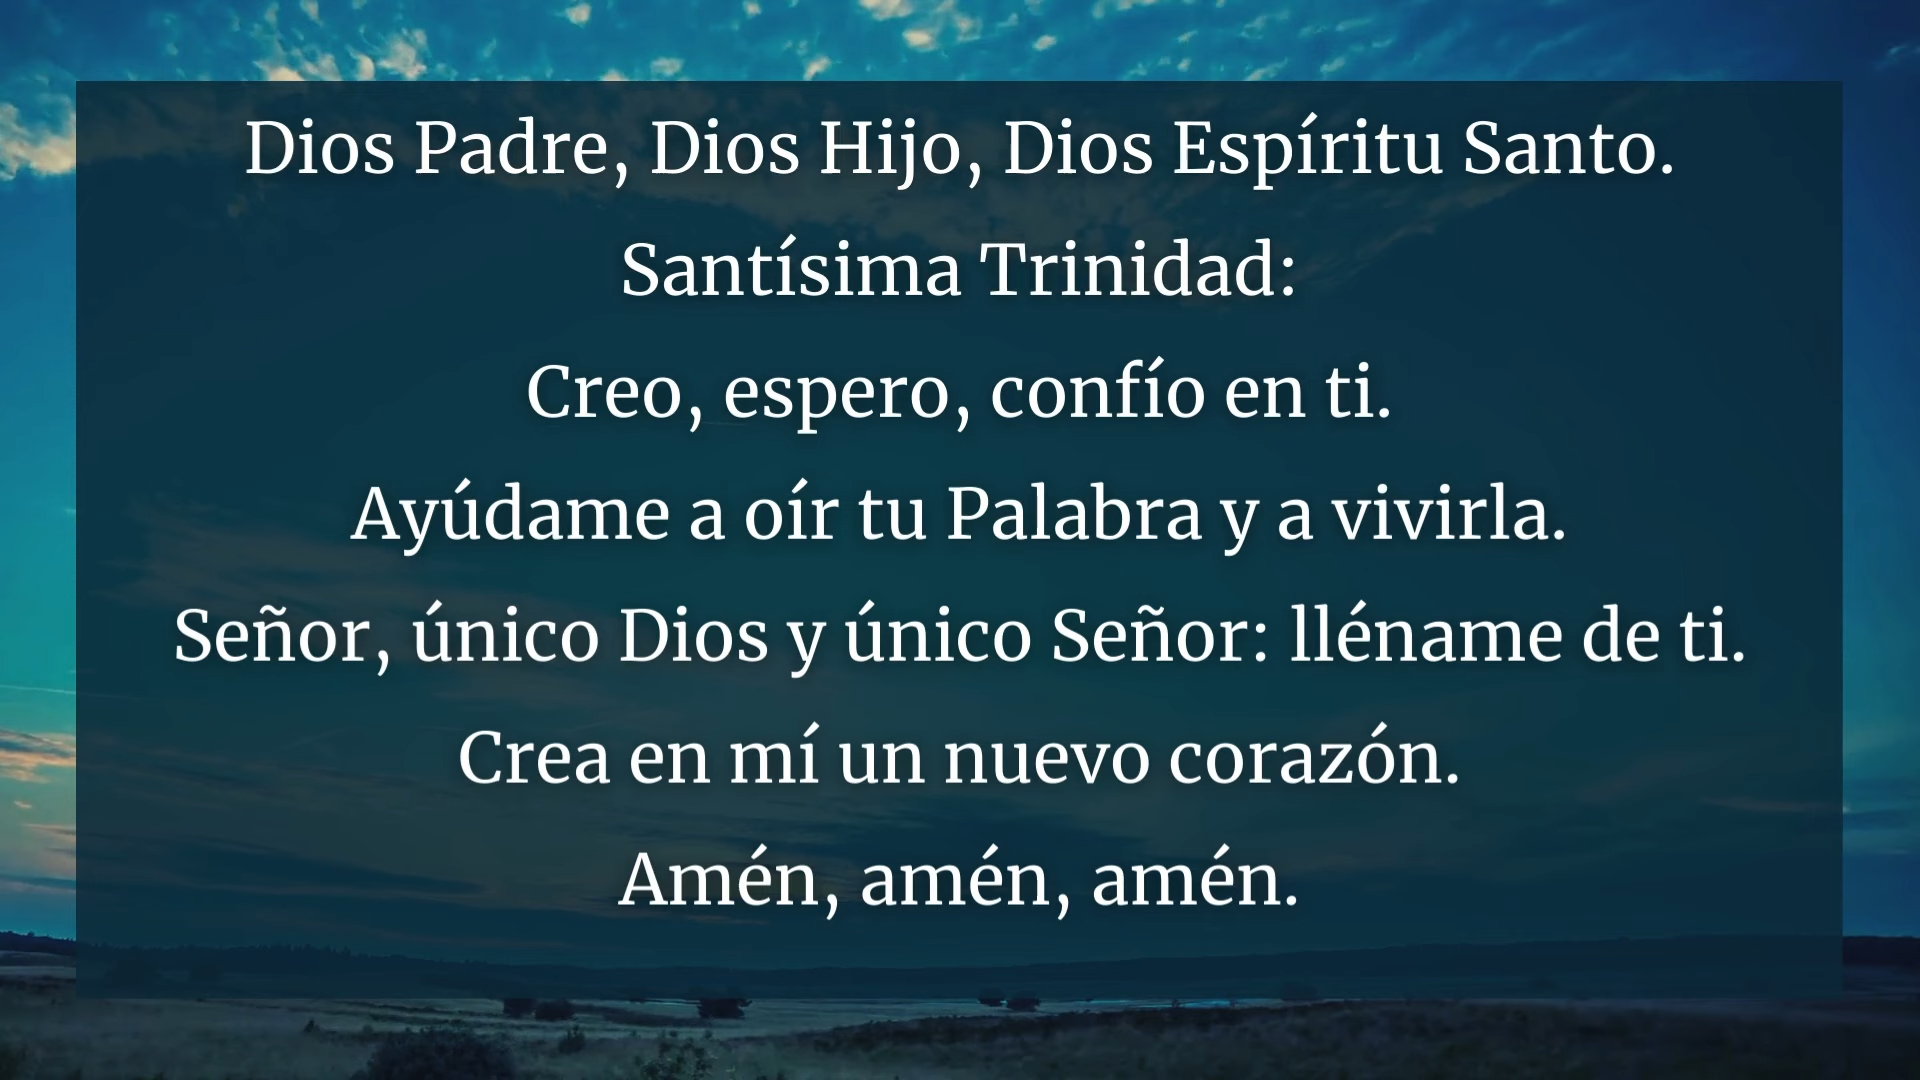 Dios Padre, Dios Hijo, Dios Espíritu Santo.
Santísima Trinidad:
Creo, espero, confío en ti.
Ayúdame a oír tu Palabra y a vivirla.
Señor, único Dios y único Señor: lléname de ti.
Crea en mí un nuevo corazón.
Amén, amén, amén.